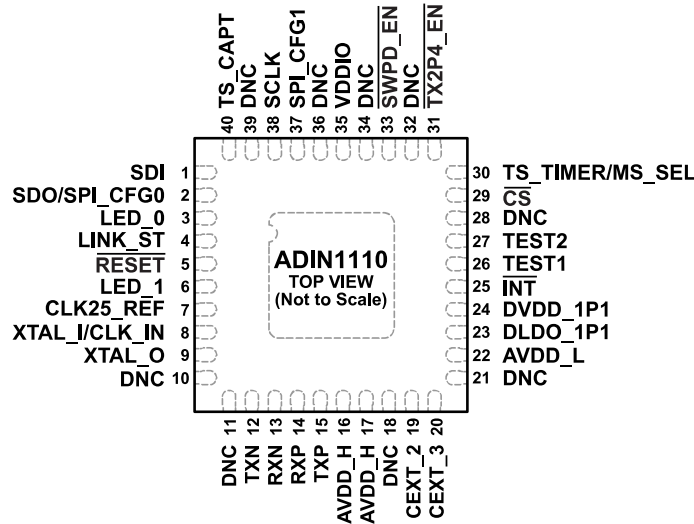 40 TS_CAPT
39 DNC
38 SCLK
37 SPI_CFG1
36 DNC
35 VDDIO
34 DNC
33 SWPD_EN
32 DNC
31 TX2P4_EN
SDI 1
SDO/SPI_CFG0 2
LED_0 3
LINK_ST 4
RESET 5
LED_1 6
CLK25_REF 7
XTAL_I/CLK_IN 8
XTAL_O 9
DNC 10
ADIN1110
TOP VIEW
(Not to Scale)
30 TS_TIMER/MS_SEL
29 CS
28 DNC
27 TEST2
26 TEST1
25 INT
24 DVDD_1P1
23 DLDO_1P1
22 AVDD_L
21 DNC
DNC 11
TXN 12
RXN 13
RXP 14
TXP 15
AVDD_H 16
AVDD_H 17
DNC 18
CEXT_2 19
CEXT_3 20